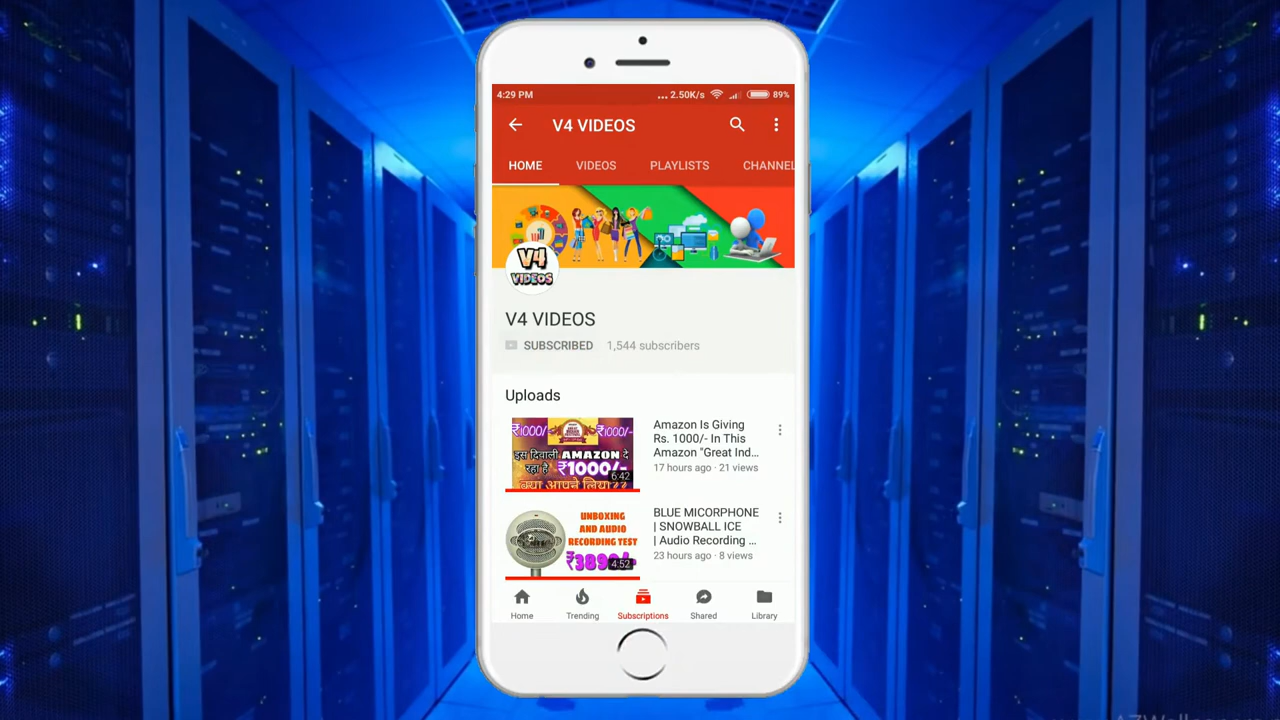 4:29 PM ... 2.50K/s 89%
V4 VIDEOS
HOME VIDEOS PLAYLISTS CHANNEL
V4
VIDEOS
V4 VIDEOS
SUBSCRIBED 1,544 subscribers
Uploads
₹1000/- ₹1000/-
इस दिवाली AMAZON दे
रहा है ₹1000/-
क्या आपने लिया??
6:42
Amazon Is Giving
Rs. 1000/- In This
Amazon "Great Ind...
17 hours ago · 21 views
UNBOXING
AND AUDIO
RECORDING TEST
₹3899/-
4:52
BLUE MICORPHONE
| SNOWBALL ICE
| Audio Recording ...
23 hours ago · 8 views
Home Trending Subscriptions Shared Library